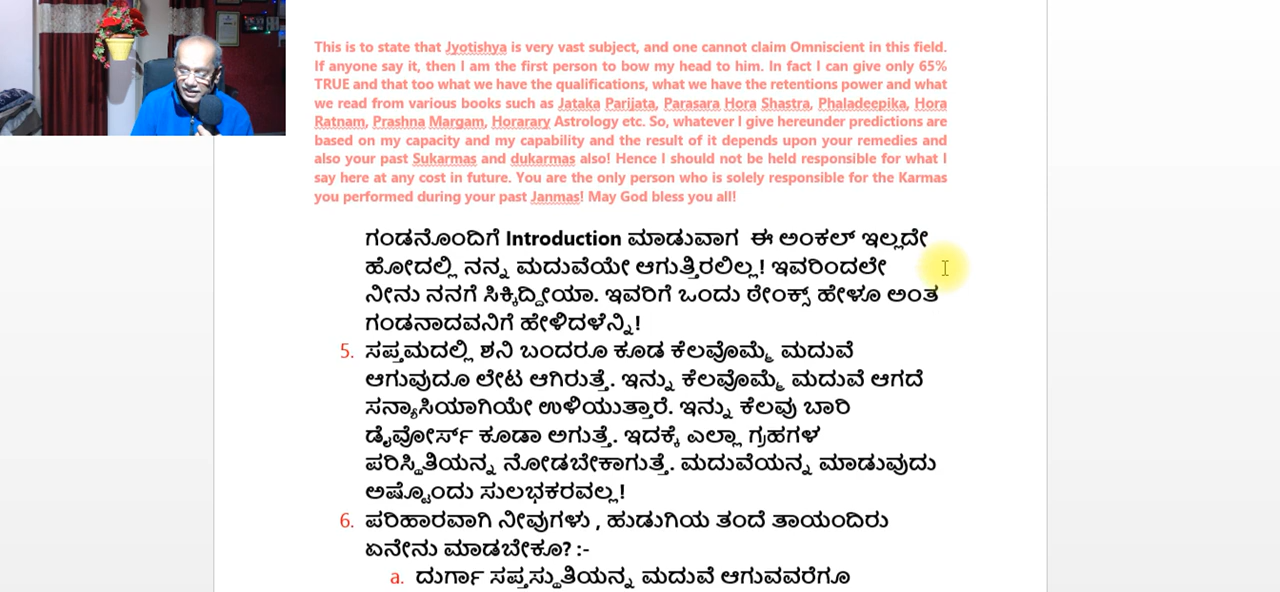 This is to state that Jyotishya is very vast subject, and one cannot claim Omniscient in this field.
If anyone say it, then I am the first person to bow my head to him. In fact I can give only 65%
TRUE and that too what we have the qualifications, what we have the retentions power and what
we read from various books such as Jataka Parijata, Parasara Hora Shastra, Phaladeepika, Hora
Ratnam, Prashna Margam, Horarary Astrology etc. So, whatever I give hereunder predictions are
based on my capacity and my capability and the result of it depends upon your remedies and
also your past Sukarmas and dukarmas also! Hence I should not be held responsible for what I
say here at any cost in future. You are the only person who is solely responsible for the Karmas
you performed during your past Janmas! May God bless you all!
ಗಂಡನೊಂದಿಗೆ Introduction ಮಾಡುವಾಗ ಈ ಅಂಕಲ್ ಇಲ್ಲದೇ
ಹೋದಲ್ಲಿ ನನ್ನ ಮದುವೆಯೇ ಆಗುತ್ತಿರಲಿಲ್ಲ! ಇವರಿಂದಲೇ
ನೀನು ನನಗೆ ಸಿಕ್ಕಿದ್ದೀಯಾ. ಇವರಿಗೆ ಒಂದು ಠೇಂಕ್ಸ್ ಹೇಳೂ ಅಂತ
ಗಂಡನಾದವನಿಗೆ ಹೇಳಿದಳೆನ್ನಿ!
5. ಸಪ್ತಮದಲ್ಲಿ ಶನಿ ಬಂದರೂ ಕೂಡ ಕೆಲವೊಮ್ಮೆ ಮದುವೆ
ಆಗುವುದೂ ಲೇಟ ಆಗಿರುತ್ತೆ. ಇನ್ನು ಕೆಲವೊಮ್ಮೆ ಮದುವೆ ಆಗದೆ
ಸನ್ಯಾಸಿಯಾಗಿಯೇ ಉಳಿಯುತ್ತಾರೆ. ಇನ್ನು ಕೆಲವು ಬಾರಿ
ಡೈವೋರ್ಸ್ ಕೂಡಾ ಅಗುತ್ತೆ. ಇದಕ್ಕೆ ಎಲ್ಲಾ ಗ್ರಹಗಳ
ಪರಿಸ್ಥಿತಿಯನ್ನ ನೋಡಬೇಕಾಗುತ್ತೆ. ಮದುವೆಯನ್ನ ಮಾಡುವುದು
ಅಷ್ಟೊಂದು ಸುಲಭಕರವಲ್ಲ!
6. ಪರಿಹಾರವಾಗಿ ನೀವುಗಳು , ಹುಡುಗಿಯ ತಂದೆ ತಾಯಂದಿರು
ಏನೇನು ಮಾಡಬೇಕೂ? :-
a. ದುರ್ಗಾ ಸಪ್ತಸ್ತುತಿಯನ್ನ ಮದುವೆ ಆಗುವವರೆಗೂ